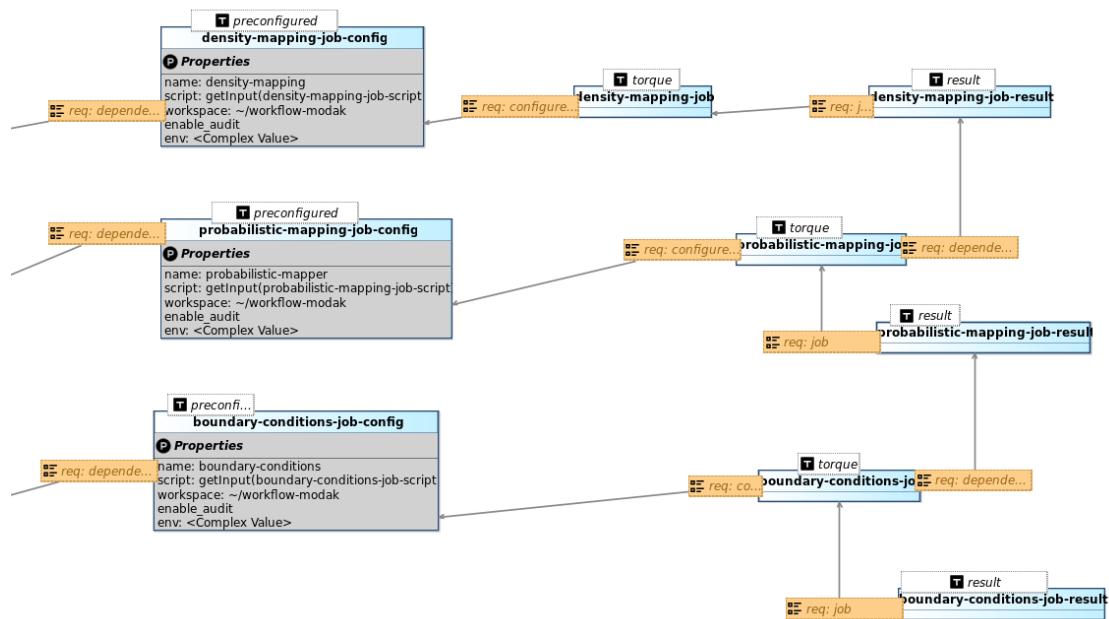 preconfigured
density-mapping-job-config
Properties
name: density-mapping
script: getInput(density-mapping-job-script
workspace: ~/workflow-modak
enable_audit
env: <Complex Value>
req: depende...
torque
density-mapping-job
req: configure...
result
density-mapping-job-result
req: j...
preconfigured
probabilistic-mapping-job-config
Properties
name: probabilistic-mapper
script: getInput(probabilistic-mapping-job-script
workspace: ~/workflow-modak
enable_audit
env: <Complex Value>
req: depende...
torque
probabilistic-mapping-jo
req: configure...
req: depende...
result
probabilistic-mapping-job-result
req: job
preconfi...
boundary-conditions-job-config
Properties
name: boundary-conditions
script: getInput(boundary-conditions-job-script
workspace: ~/workflow-modak
enable_audit
env: <Complex Value>
req: depende...
torque
boundary-conditions-jo
req: co...
req: depende...
result
boundary-conditions-job-result
req: job